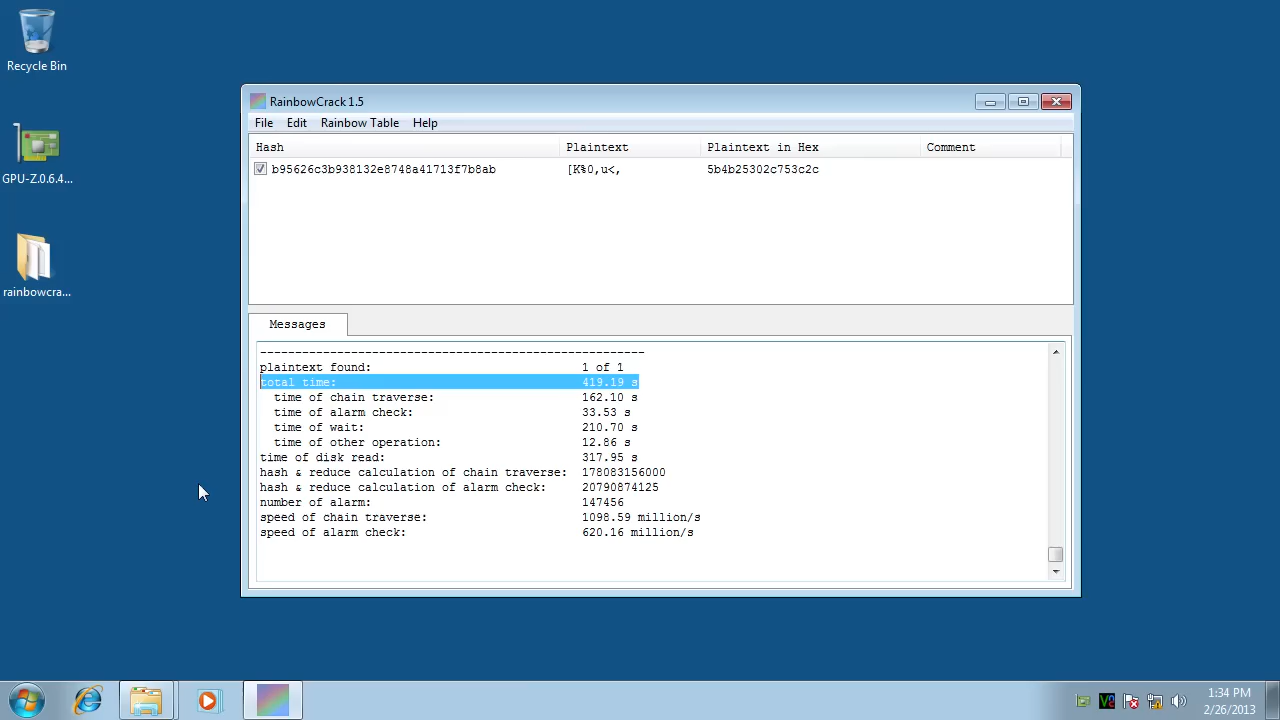 Recycle Bin
GPU-Z.0.6.4...
rainbowcra...
RainbowCrack 1.5
File Edit Rainbow Table Help
Hash Plaintext Plaintext in Hex Comment
b95626c3b938132e8748a41713f7b8ab [K%0,u<, 5b4b25302c753c2c
Messages
-------------------------------------------------------
plaintext found: 1 of 1
total time: 419.19 s
time of chain traverse: 162.10 s
time of alarm check: 33.53 s
time of wait: 210.70 s
time of other operation: 12.86 s
time of disk read: 317.95 s
hash & reduce calculation of chain traverse: 178083156000
hash & reduce calculation of alarm check: 20790874125
number of alarm: 147456
speed of chain traverse: 1098.59 million/s
speed of alarm check: 620.16 million/s
1:34 PM
2/26/2013